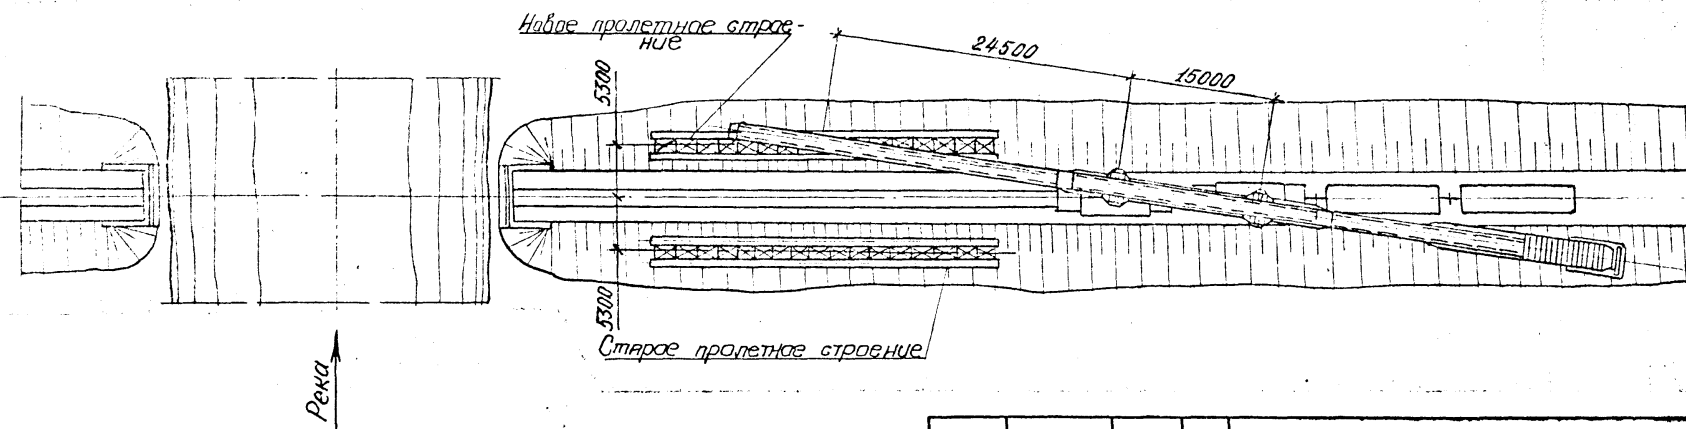 Новое пролетное строе-
ние
24500
15000
5300
5300
Старое пролетное строение
Река